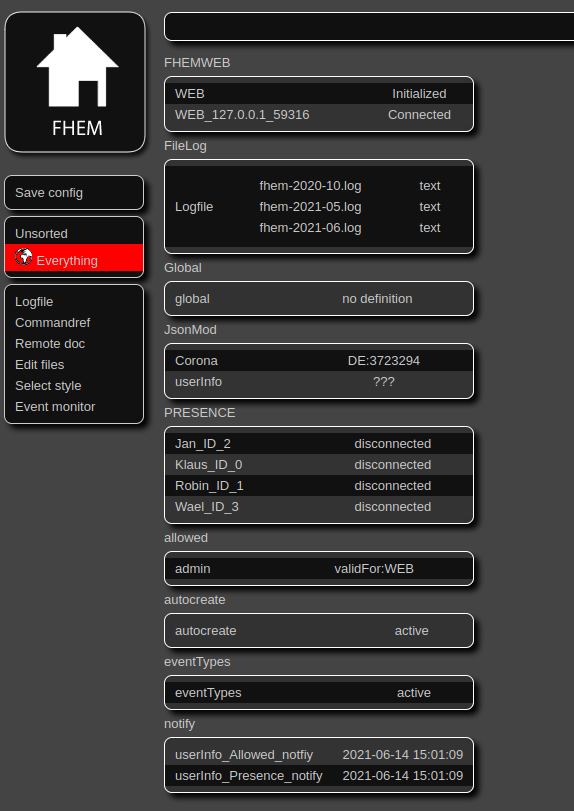 FHEM
Save config
Unsorted
Everything
Logfile
Commandref
Remote doc
Edit files
Select style
Event monitor
FHEMWEB
WEB Initialized
WEB_127.0.0.1_59316 Connected
FileLog
fhem-2020-10.log text
Logfile fhem-2021-05.log text
fhem-2021-06.log text
Global
global no definition
JsonMod
Corona DE:3723294
userInfo ???
PRESENCE
Jan_ID_2 disconnected
Klaus_ID_0 disconnected
Robin_ID_1 disconnected
Wael_ID_3 disconnected
allowed
admin validFor:WEB
autocreate
autocreate active
eventTypes
eventTypes active
notify
userInfo_Allowed_notfiy 2021-06-14 15:01:09
userInfo_Presence_notify 2021-06-14 15:01:09